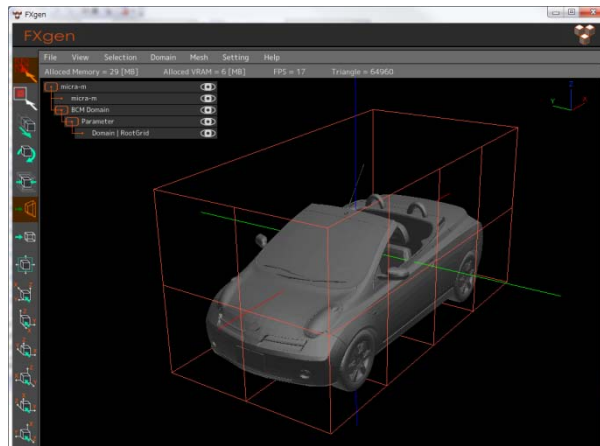 FXgen
FXgen
File View Selection Domain Mesh Setting Help
Alloced Memory = 29 [MB] Alloced VRAM = 6 [MB] FPS = 17 Triangle = 64960
micra-m
micra-m
BCM Domain
Parameter
Domain | RootGrid
Z
Y
X